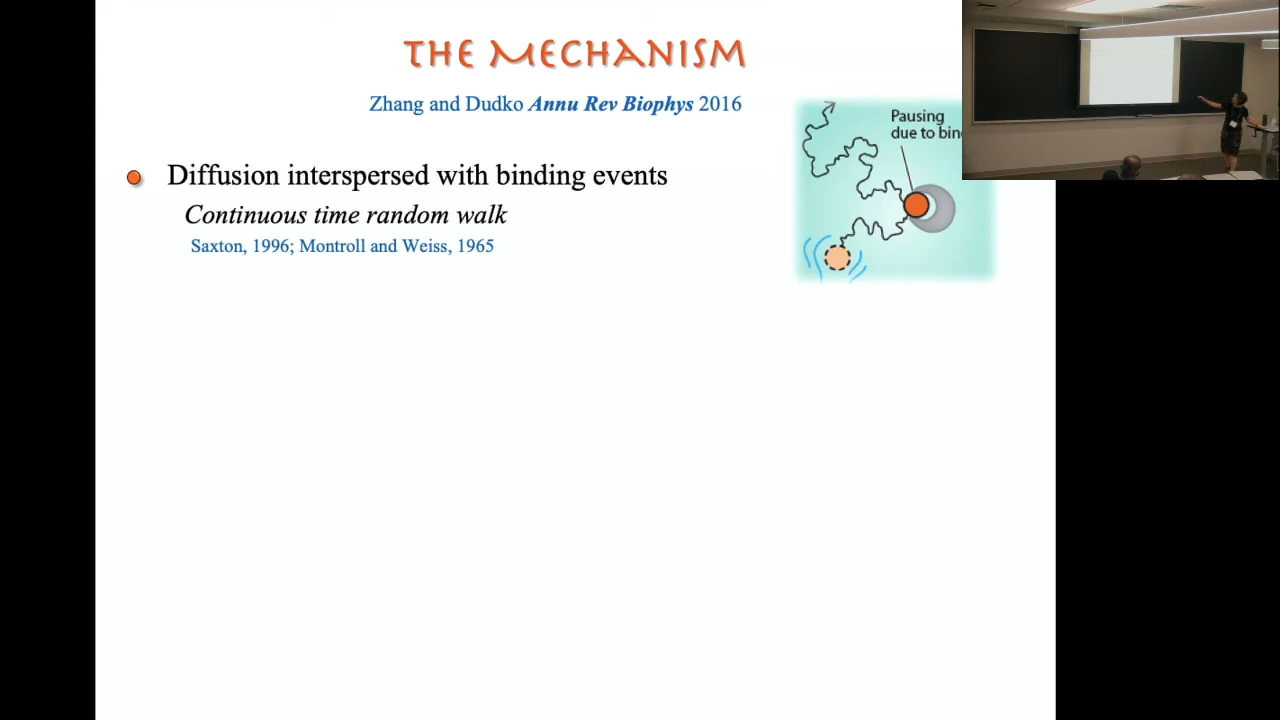 THE MECHANISM
Zhang and Dudko Annu Rev Biophys 2016
Pausing
due to bin
Diffusion interspersed with binding events
Continuous time random walk
Saxton, 1996; Montroll and Weiss, 1965